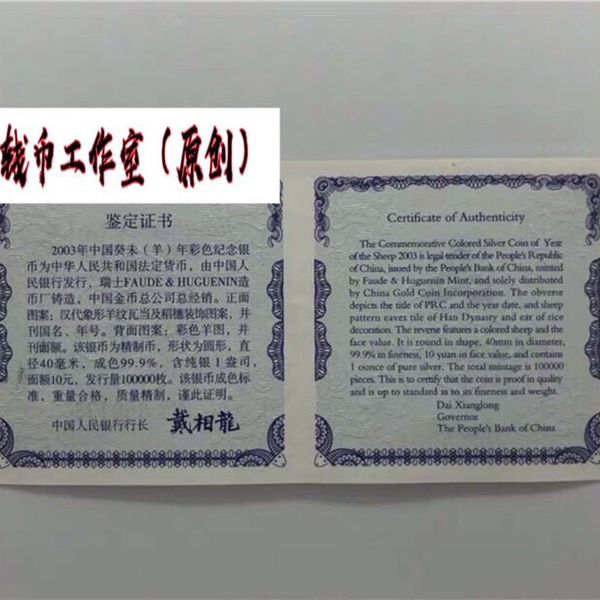 钱币工作室（原创）
鉴定证书
2003年中国癸未（羊）年彩色纪念银
币为中华人民共和国法定货币，由中国人
民银行发行，瑞士FAUDE & HUGUENIN造
币厂铸造，中国金币总公司总经销。正面
图案：汉代象形羊纹瓦当及稻穗装饰图案，并
刊国名、年号。背面图案：彩色羊图，并
刊面额。该银币为精制币，形状为圆形，直
径40毫米，成色99.9%，含纯银1盎司，
面额10元，发行量100000枚。该银币成色标
准，重量合格，质量精制，谨此证明。
中国人民银行行长 戴相龍
Certificate of Authenticity
The Commemorative Colored Silver Coin of Year
of the Sheep 2003 is legal tender of the People's Republic
of China, issued by the People's Bank of China, minted
by Faude & Huguenin Mint, and solely distributed
by China Gold Coin Incorporation. The obverse
depicts the title of PRC and the year date, and sheep
pattern eaves tile of Han Dynasty and ear of rice
decoration. The reverse features a colored sheep and the
face value. It is round in shape, 40mm in diameter,
99.9% in fineness, 10 yuan in face value, and contains
1 ounce of pure silver. The total mintage is 100000
pieces. This is to certify that the coin is proof in quality
and is up to standard as to its fineness and weight.
Dai Xianglong
Governor
The People's Bank of China